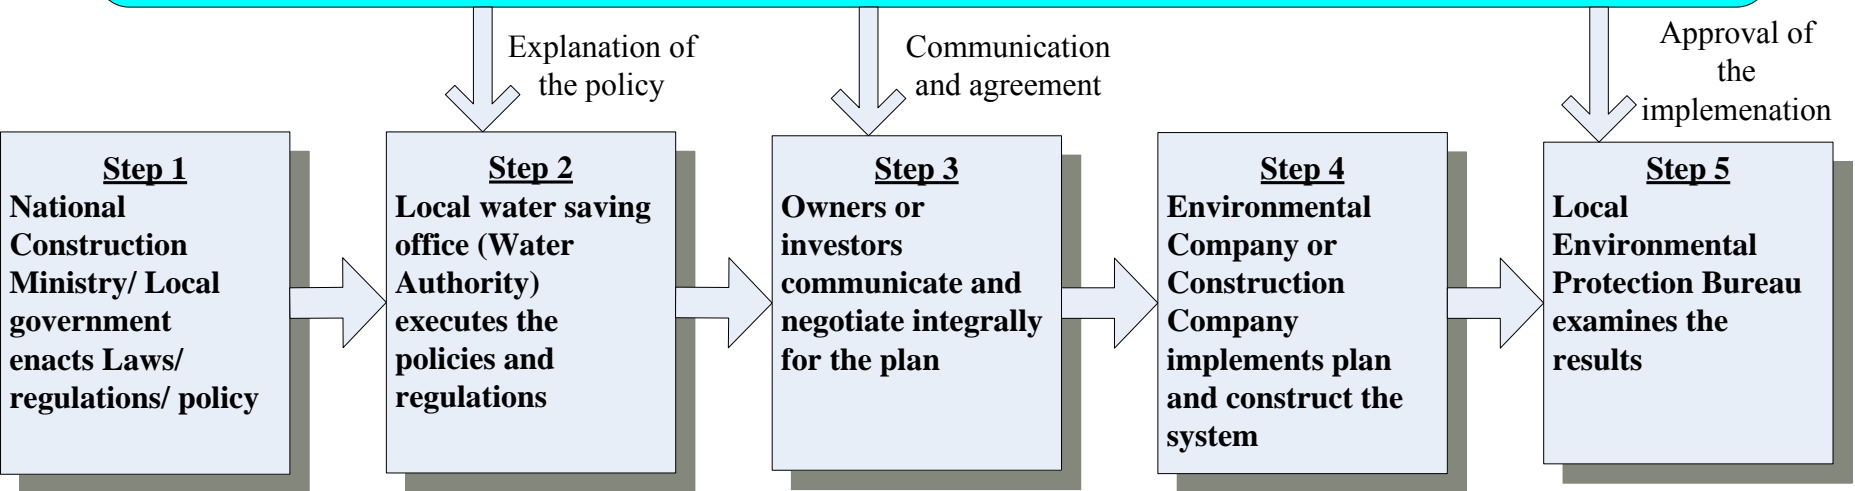 Explanation of
the policy
Communication
and agreement
Approval of
the
implemenation
Step 1
National
Construction
Ministry/ Local
government
enacts Laws/
regulations/ policy
Step 2
Local water saving
office (Water
Authority)
executes the
policies and
regulations
Step 3
Owners or
investors
communicate and
negotiate integrally
for the plan
Step 4
Environmental
Company or
Construction
Company
implements plan
and construct the
system
Step 5
Local
Environmental
Protection Bureau
examines the
results